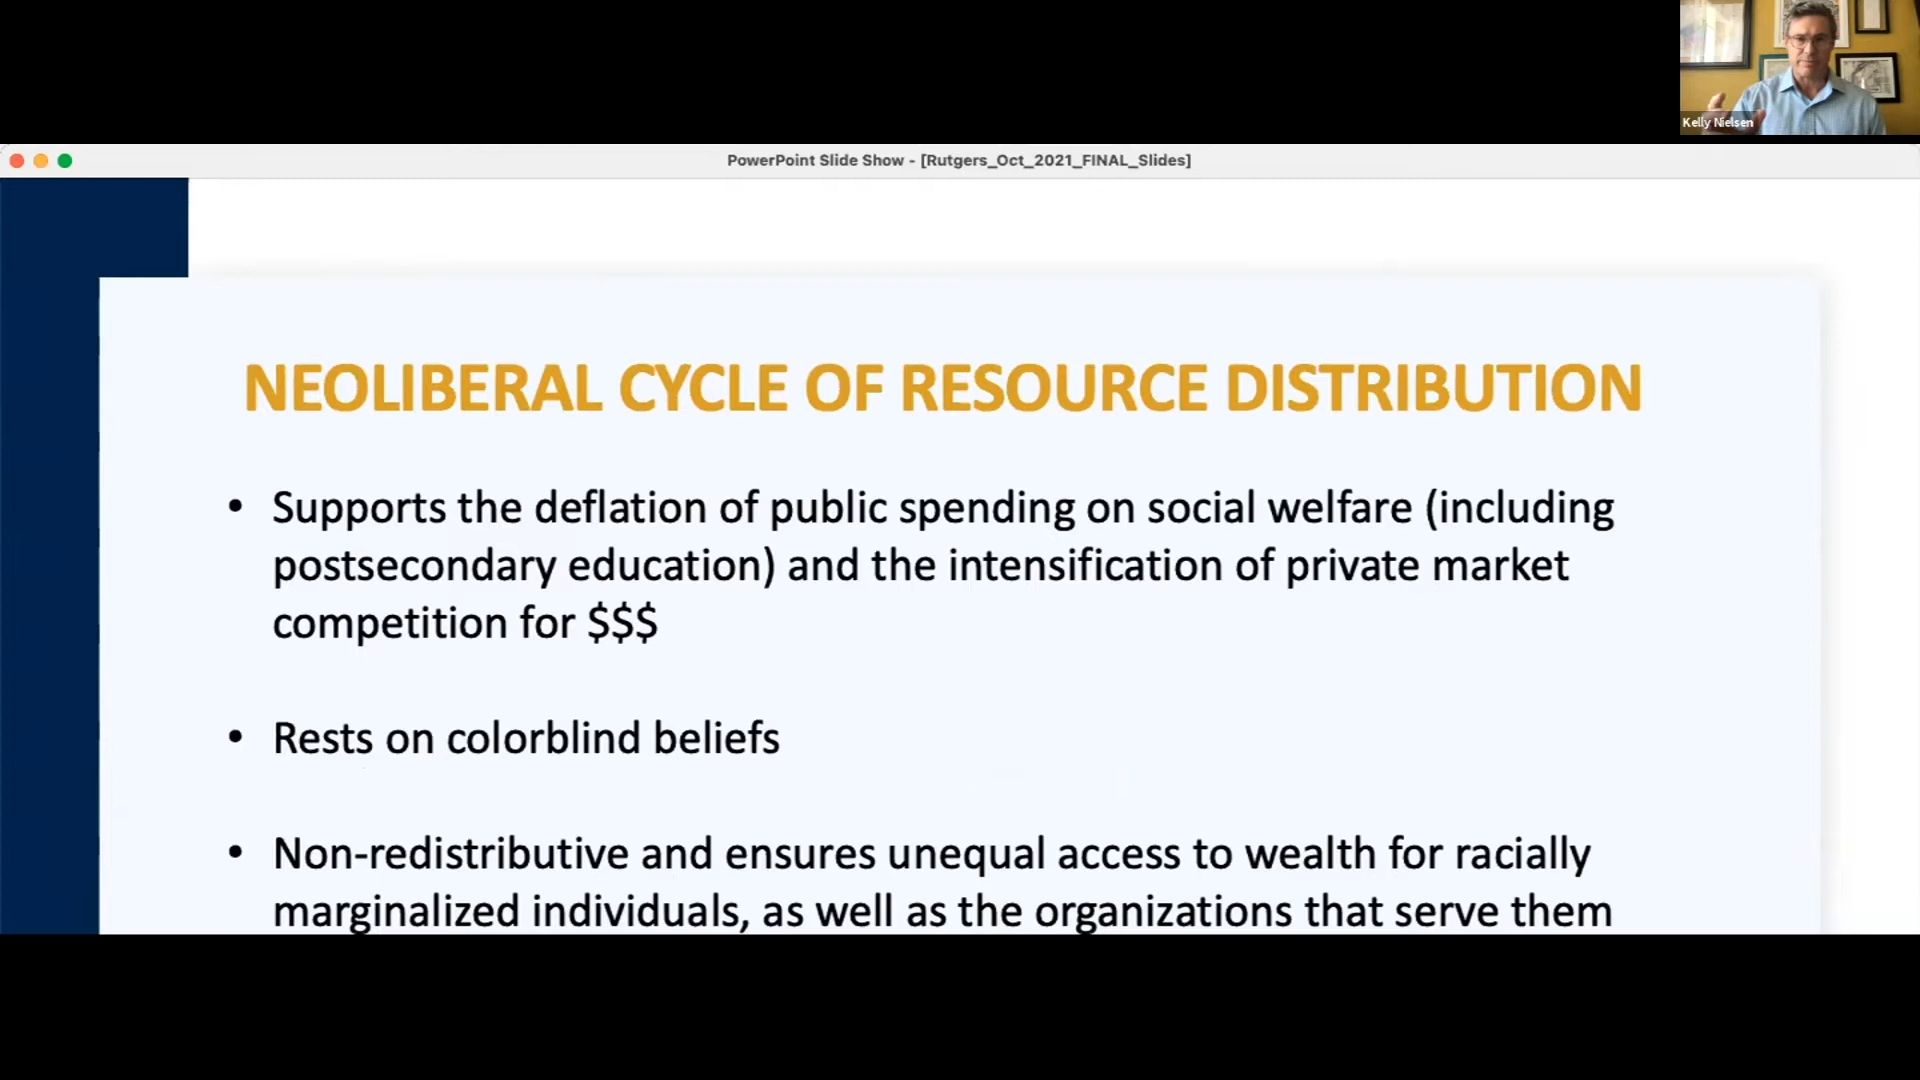 Kelly Nielsen
PowerPoint Slide Show - [Rutgers_Oct_2021_FINAL_Slides]
NEOLIBERAL CYCLE OF RESOURCE DISTRIBUTION
• Supports the deflation of public spending on social welfare (including
postsecondary education) and the intensification of private market
competition for $$$
• Rests on colorblind beliefs
• Non-redistributive and ensures unequal access to wealth for racially
marginalized individuals, as well as the organizations that serve them